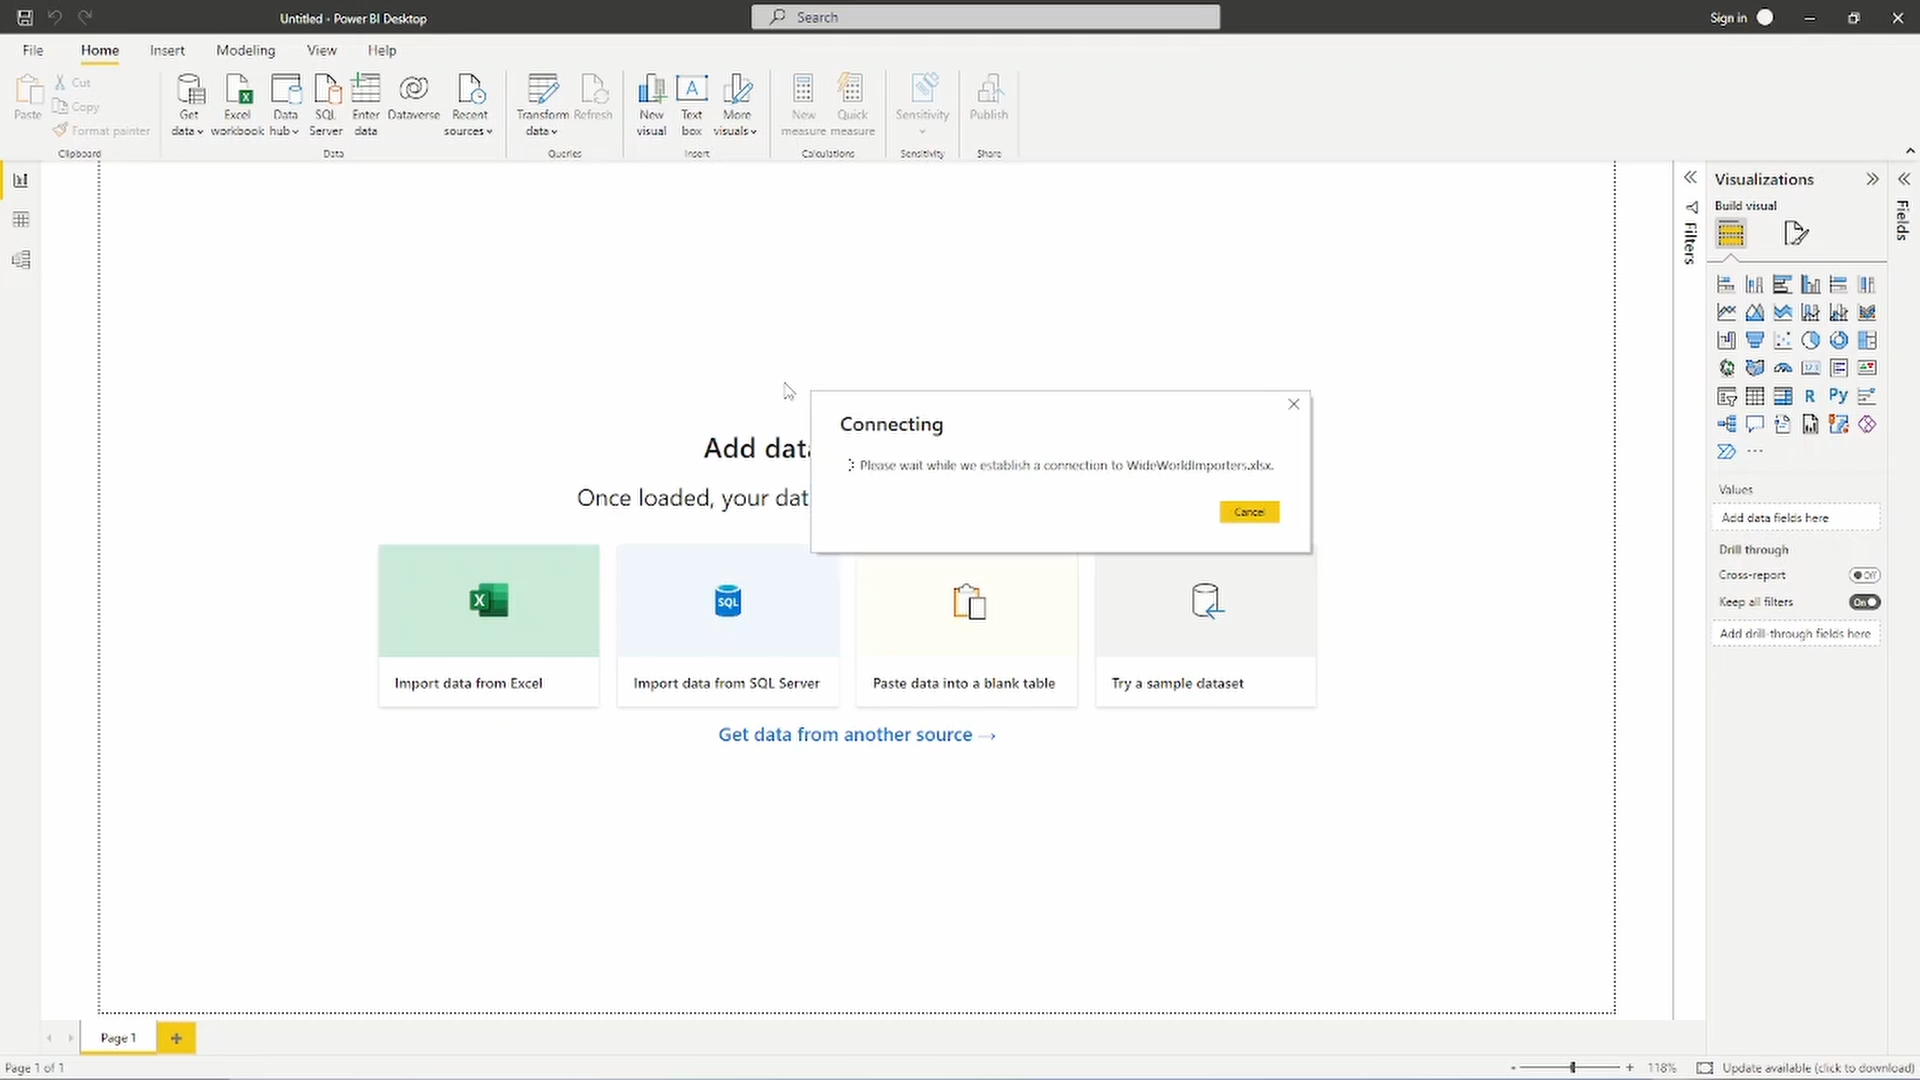 Untitled - Power BI Desktop
Search
Sign in
File Home Insert Modeling View Help
Paste
Cut
Copy
Format painter
Clipboard
Get data
Excel workbook
Data hub
SQL Server
Enter data
Dataverse
Recent sources
Data
Transform data
Refresh
Queries
New visual
Text box
More visuals
Insert
New measure
Quick measure
Calculations
Sensitivity
Sensitivity
Publish
Share
Filters
Visualizations
Build visual
Fields
R
Py
123
Values
Add data fields here
Drill through
Cross-report
Off
Keep all filters
On
Add drill-through fields here
Add data
Once loaded, your dat
Connecting
Please wait while we establish a connection to WideWorldImporters.xlsx.
Cancel
X
SQL
Import data from Excel
Import data from SQL Server
Paste data into a blank table
Try a sample dataset
Get data from another source →
Page 1
+
Page 1 of 1
- + 118%
Update available (click to download)